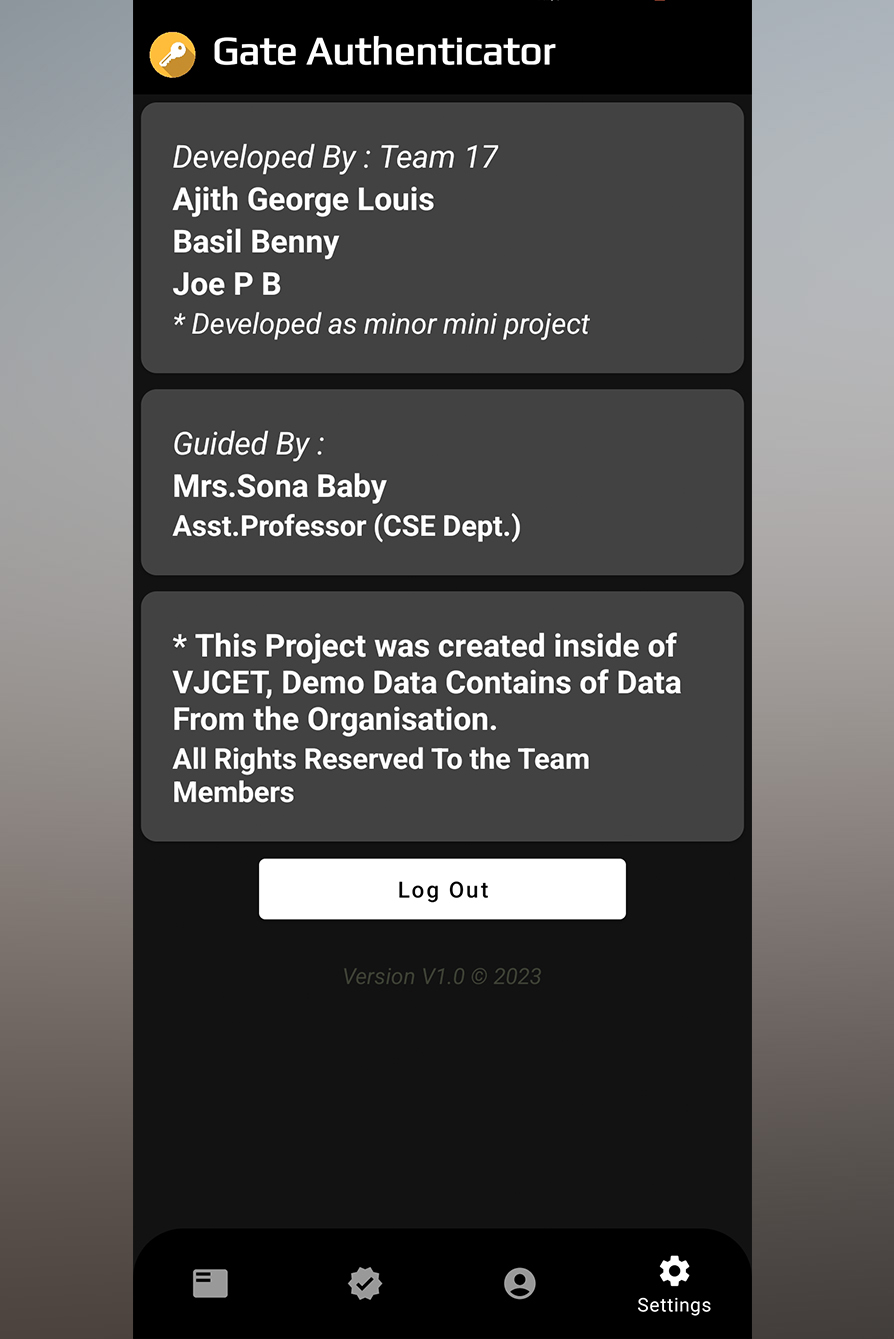 Gate Authenticator
Developed By : Team 17
Ajith George Louis
Basil Benny
Joe P B
* Developed as minor mini project
Guided By :
Mrs.Sona Baby
Asst.Professor (CSE Dept.)
* This Project was created inside of
VJCET, Demo Data Contains of Data
From the Organisation.
All Rights Reserved To the Team
Members
Log Out
Version V1.0 © 2023
Settings